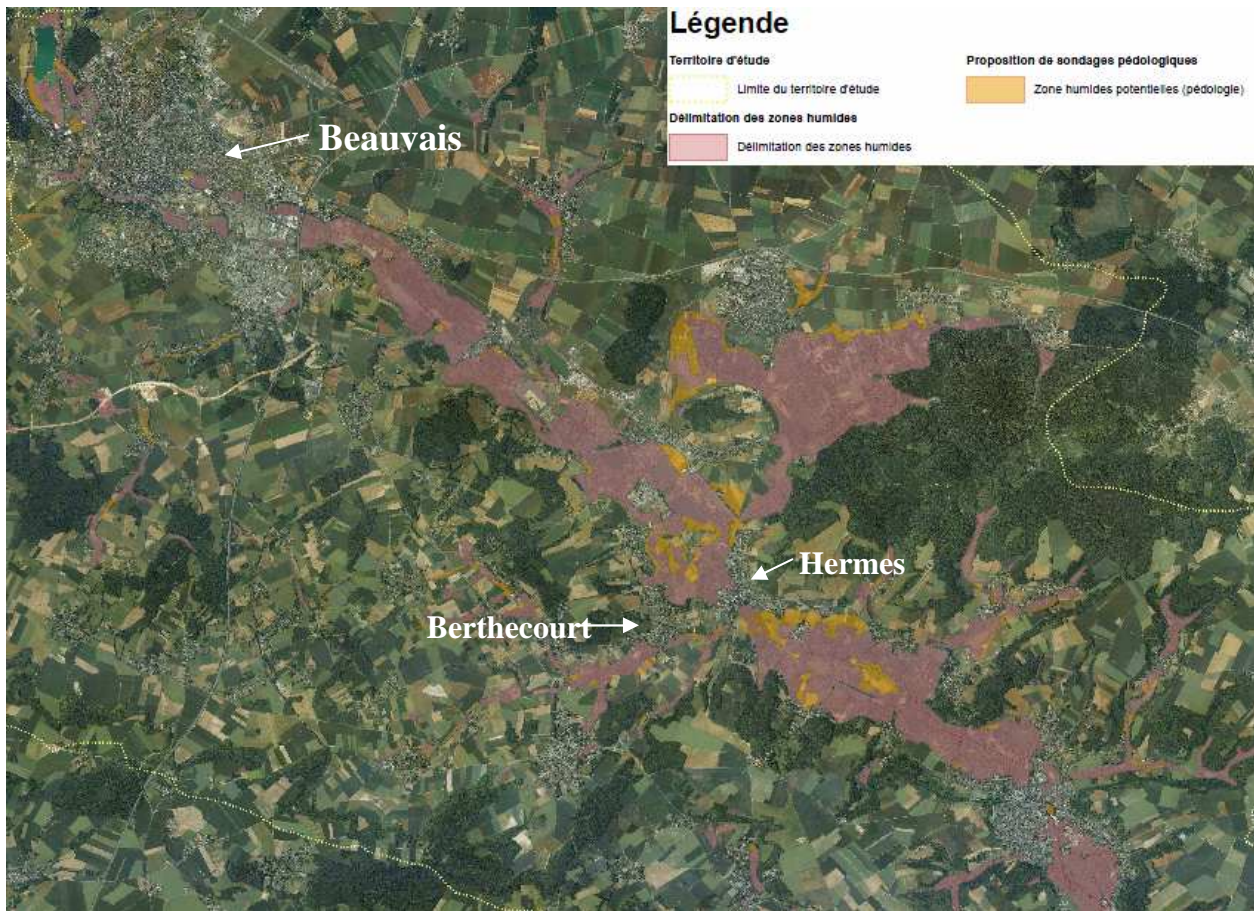 Légende
Territoire d'étude
Limite du territoire d'étude
Délimitation des zones humides
Délimitation des zones humides
Proposition de sondages pédologiques
Zone humides potentielles (pédologie)
Beauvais
Hermes
Berthecourt